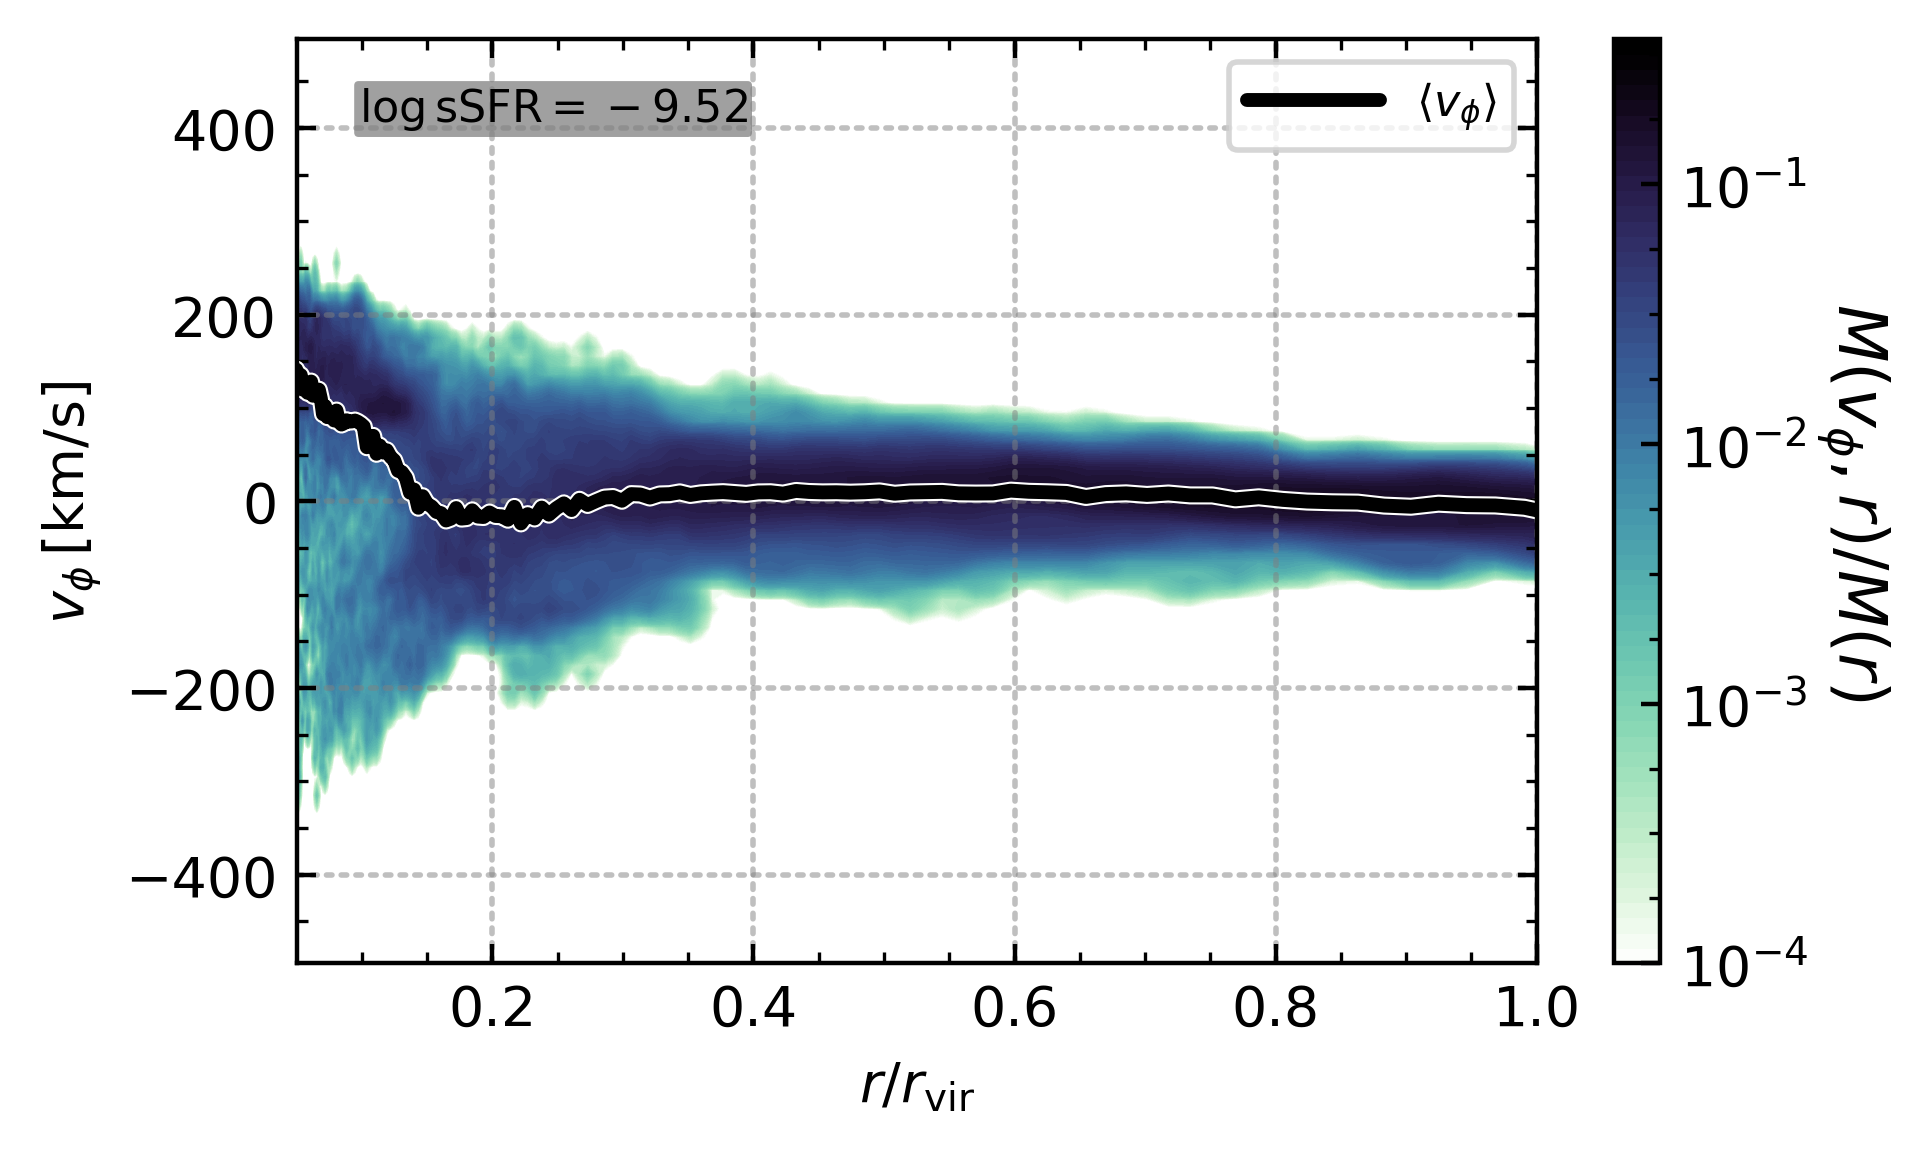 log sSFR = − 9.52
⟨v_ϕ⟩
400
200
0
−200
−400
v_ϕ [km/s]
0.2 0.4 0.6 0.8 1.0
r/r_vir
10^−1
10^−2
10^−3
10^−4
M(v_ϕ, r)/M(r)